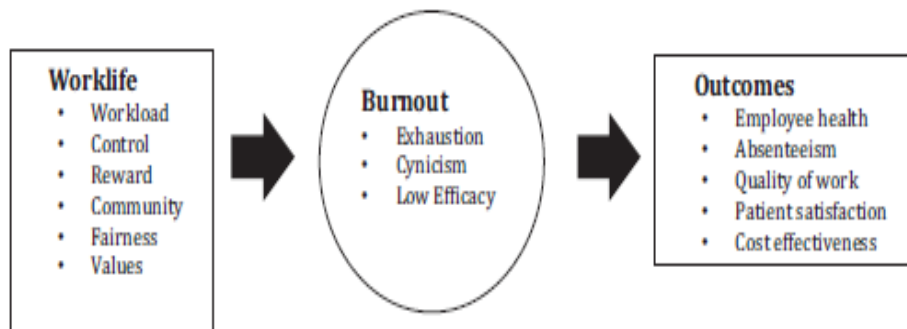 Worklife
• Workload
• Control
• Reward
• Community
• Fairness
• Values
Burnout
• Exhaustion
• Cynicism
• Low Efficacy
Outcomes
• Employee health
• Absenteeism
• Quality of work
• Patient satisfaction
• Cost effectiveness